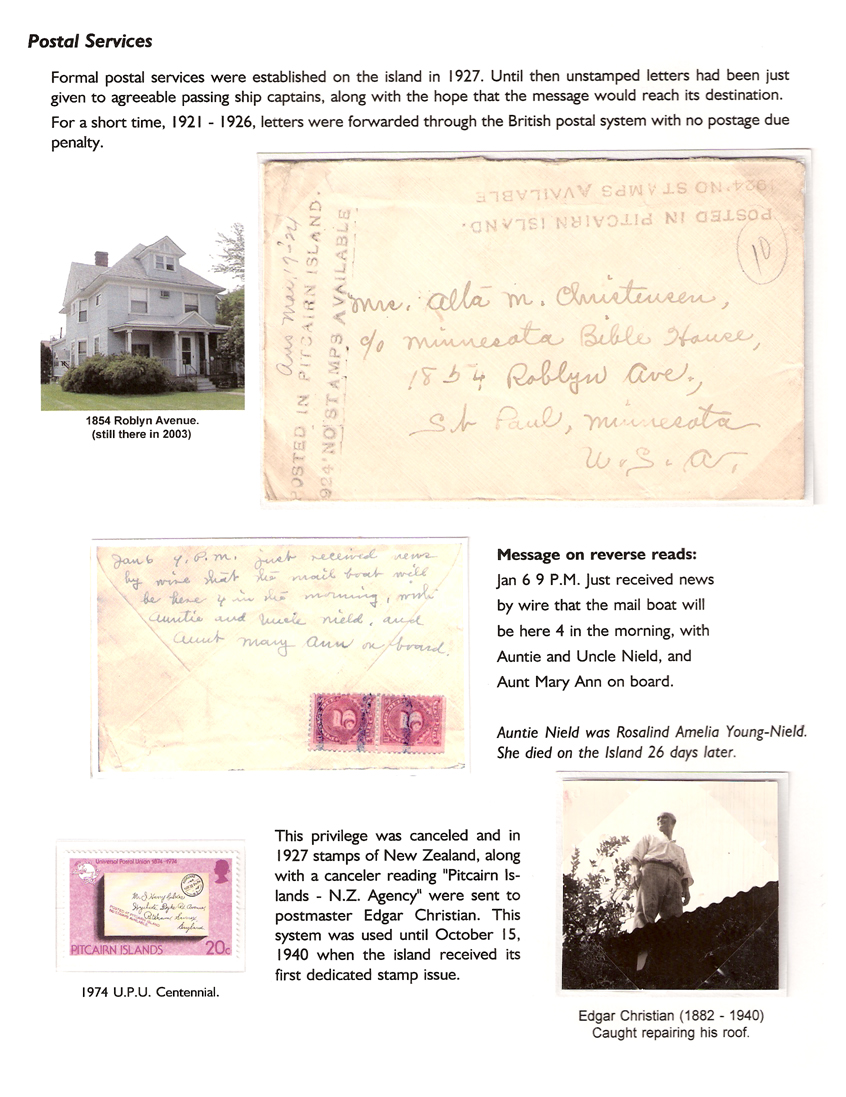 Postal Services
Formal postal services were established on the island in 1927. Until then unstamped letters had been just
given to agreeable passing ship captains, along with the hope that the message would reach its destination.
For a short time, 1921 - 1926, letters were forwarded through the British postal system with no postage due
penalty.
1924 'NO STAMPS AVAILABLE
POSTED IN PITCAIRN ISLAND.
10
POSTED IN PITCAIRN ISLAND.
924 'NO STAMPS AVAILABLE
Mrs. Alta M. Christensen,
c/o Minnesota Bible House,
1854 Roblyn Ave.,
St Paul, Minnesota
U.S.A.
1854 Roblyn Avenue.
(still there in 2003)
Jan 6 9 P.M. just received news
by wire that the mail boat will
be here 4 in the morning, with
Auntie and Uncle Nield, and
Aunt Mary Ann on board.
5 5
Message on reverse reads:
Jan 6 9 P.M. Just received news
by wire that the mail boat will
be here 4 in the morning, with
Auntie and Uncle Nield, and
Aunt Mary Ann on board.
Auntie Nield was Rosalind Amelia Young-Nield.
She died on the Island 26 days later.
Universal Postal Union 1874-1974
PITCAIRN ISLANDS 20c
1974 U.P.U. Centennial.
This privilege was canceled and in
1927 stamps of New Zealand, along
with a canceler reading "Pitcairn Is-
lands - N.Z. Agency" were sent to
postmaster Edgar Christian. This
system was used until October 15,
1940 when the island received its
first dedicated stamp issue.
Edgar Christian (1882 - 1940)
Caught repairing his roof.